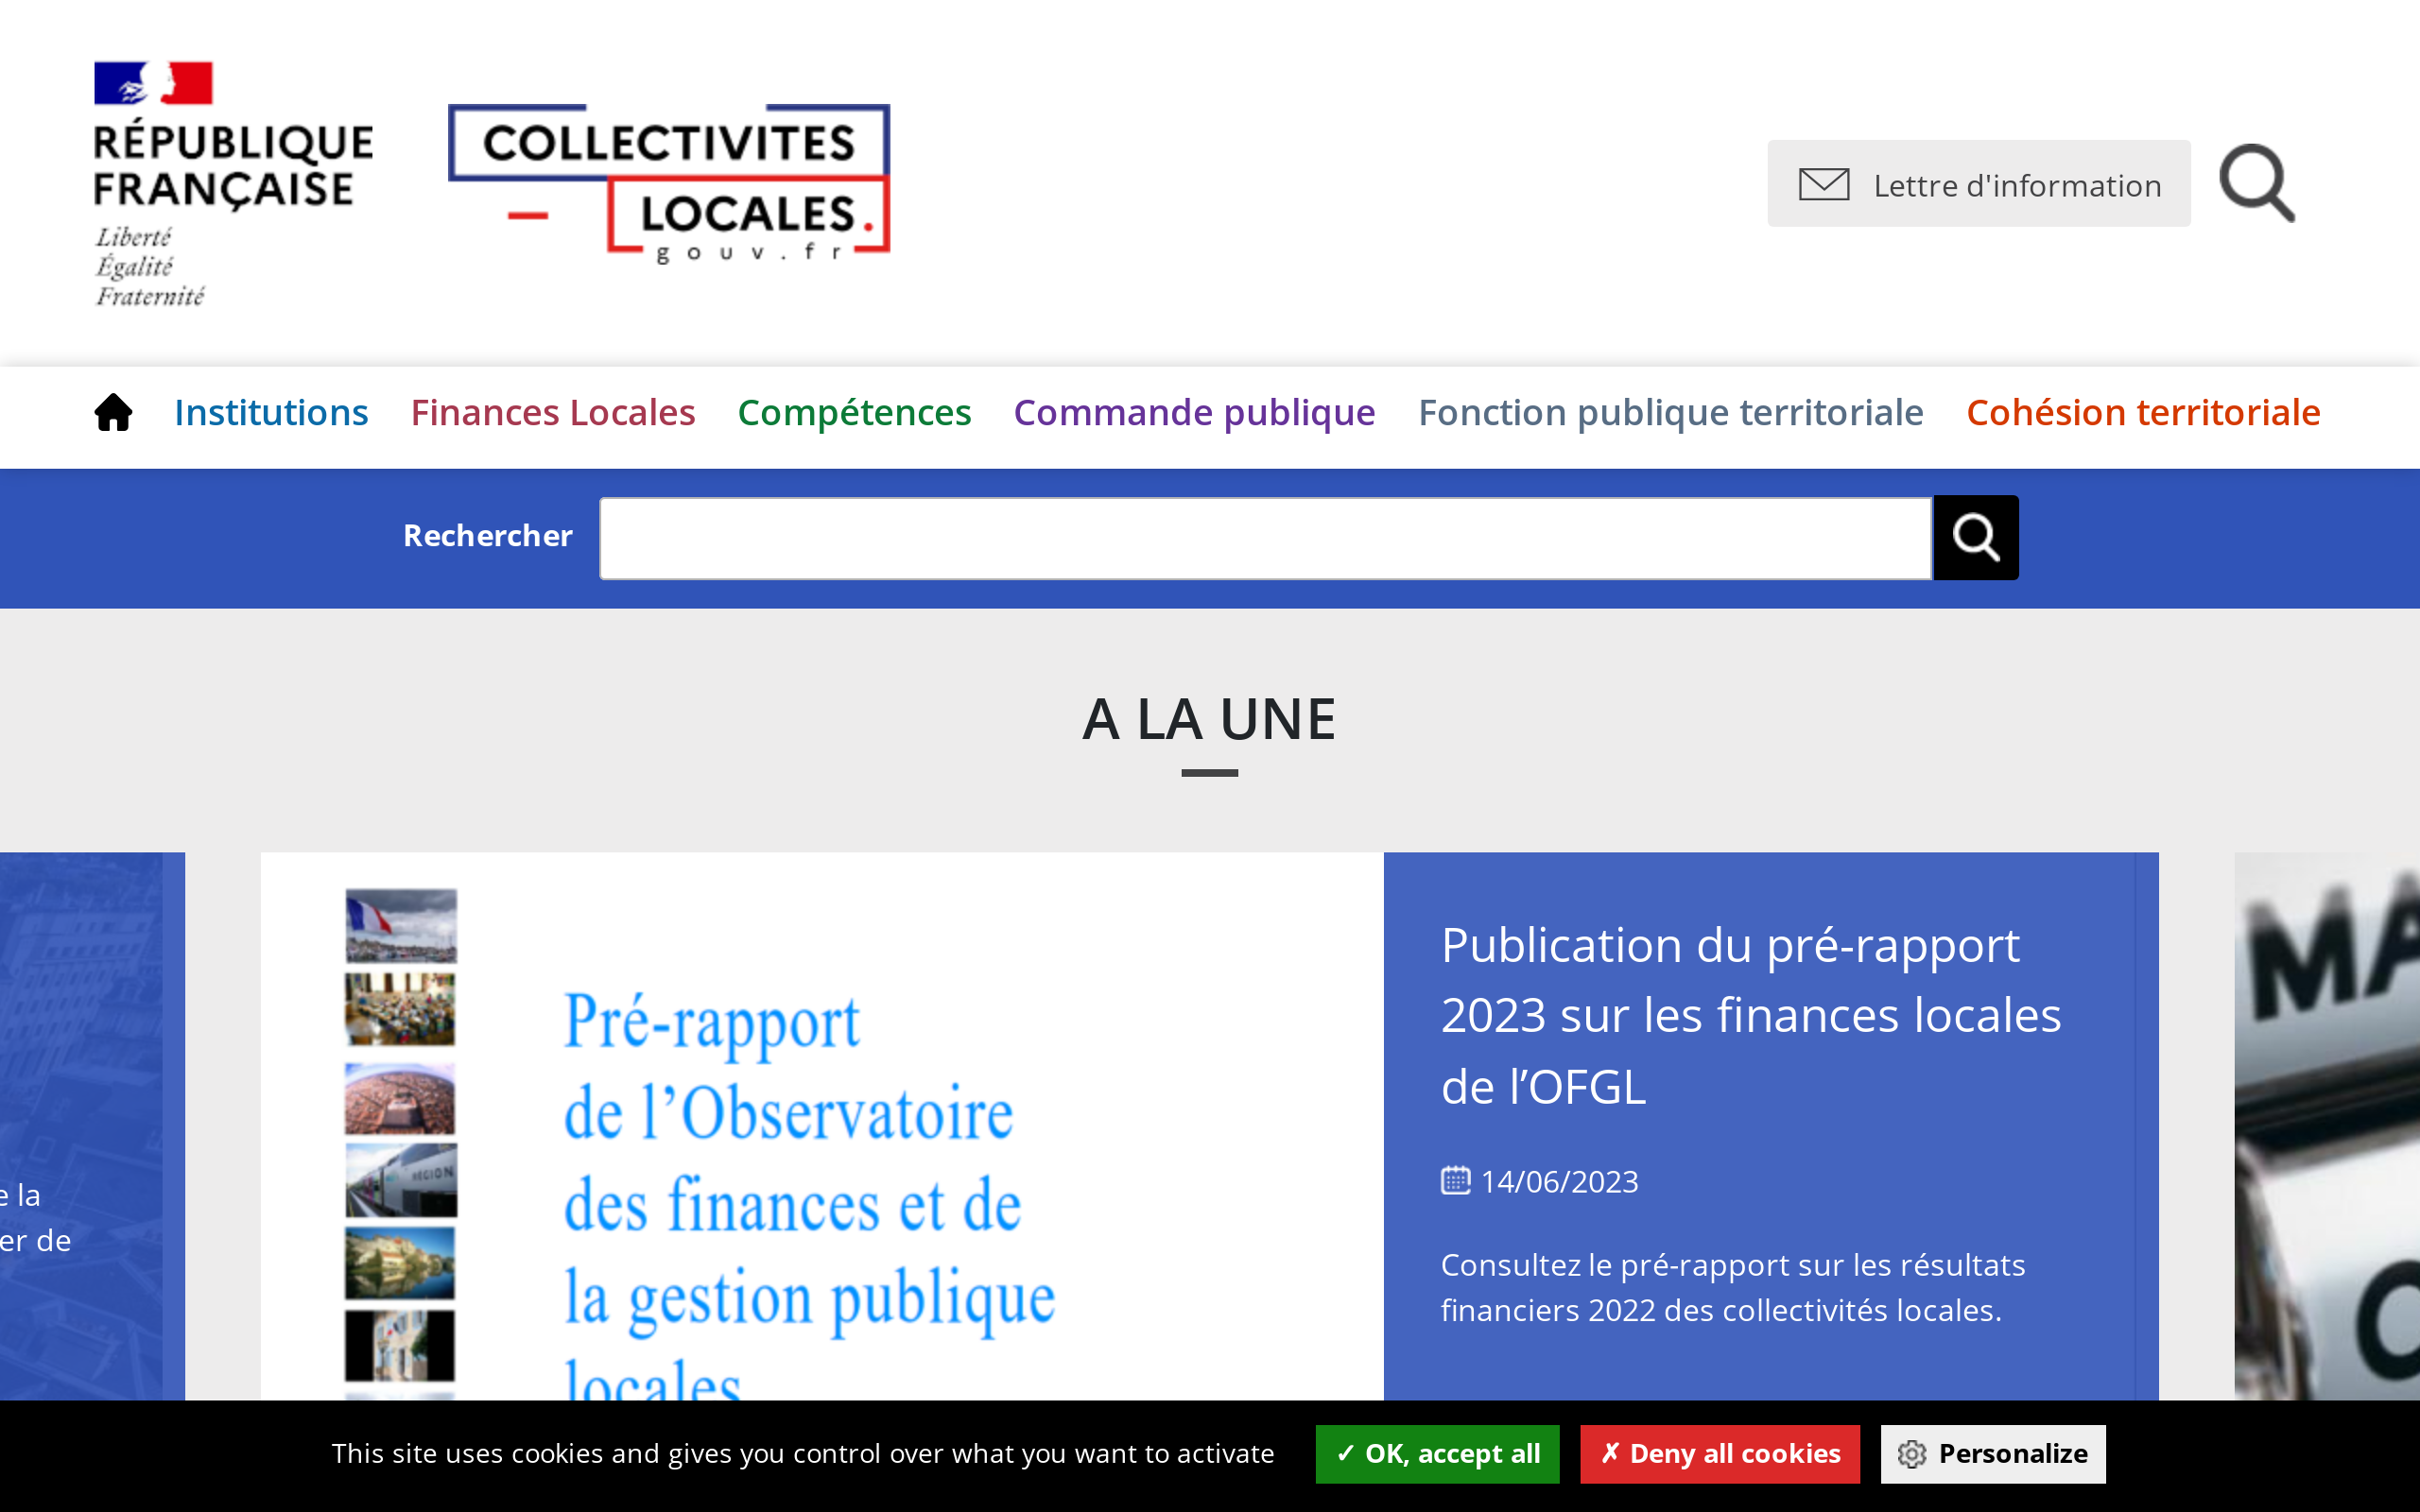 RÉPUBLIQUE
FRANÇAISE
Liberté
Égalité
Fraternité
COLLECTIVITES
LOCALES.
gouv.fr
Lettre d'information
Institutions Finances Locales Compétences Commande publique Fonction publique territoriale Cohésion territoriale
Rechercher
A LA UNE
la
er de
Pré-rapport
de l’Observatoire
des finances et de
la gestion publique
locales
RÉGION
Publication du pré-rapport
2023 sur les finances locales
de l’OFGL
14/06/2023
Consultez le pré-rapport sur les résultats
financiers 2022 des collectivités locales.
MA
This site uses cookies and gives you control over what you want to activate ✓ OK, accept all ✗ Deny all cookies Personalize